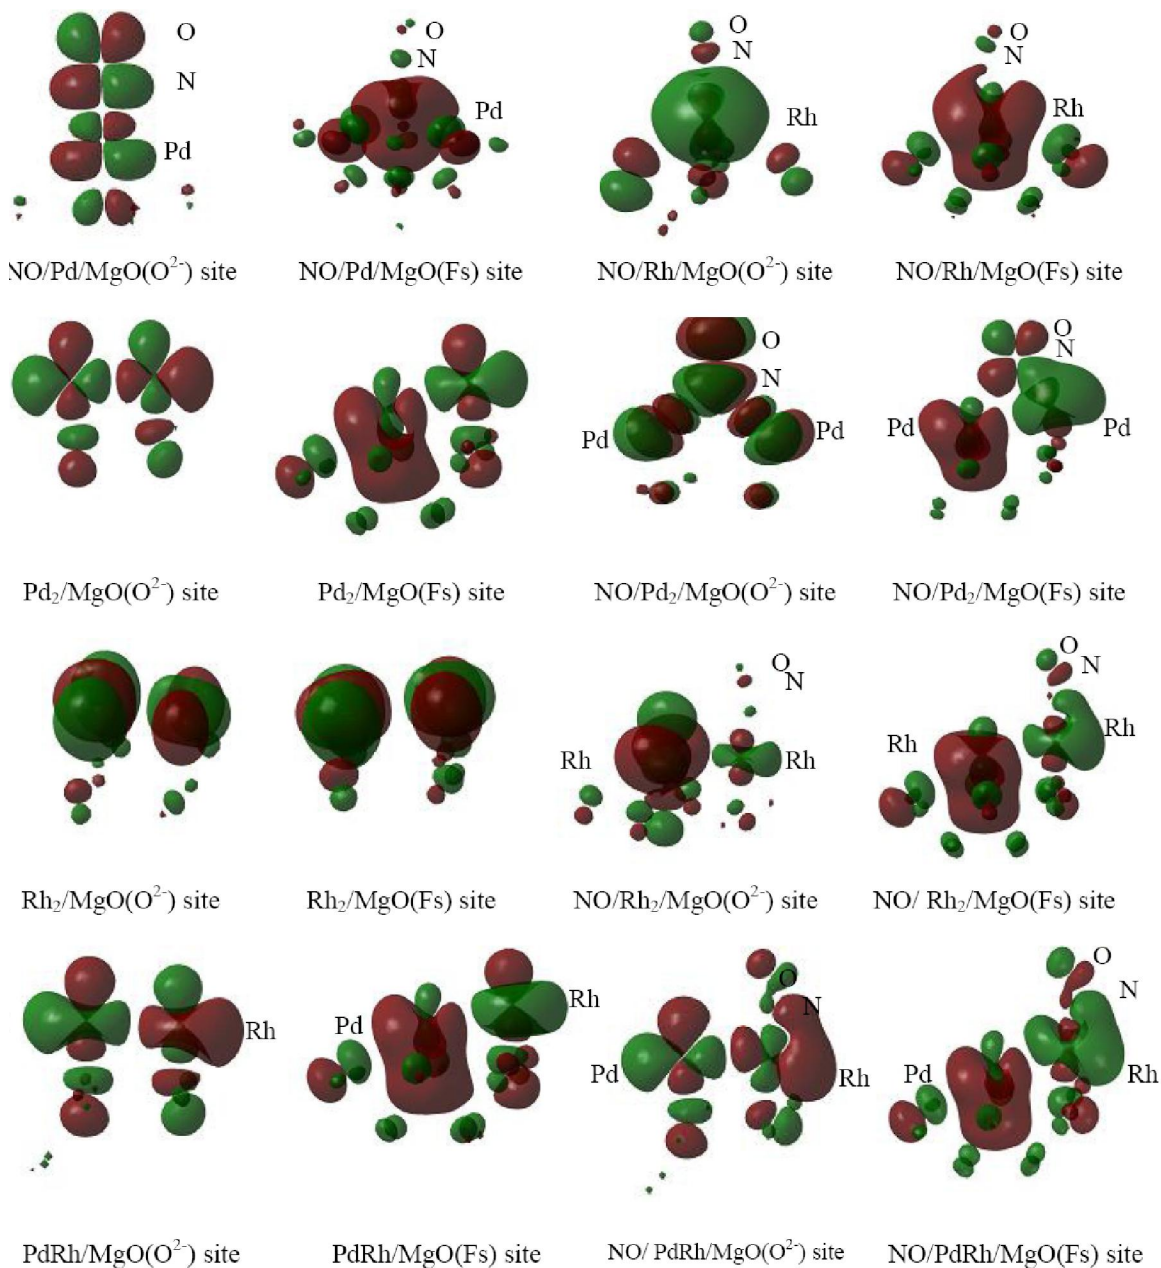 O
N
Pd
NO/Pd/MgO(O²⁻) site
N
Pd
NO/Pd/MgO(Fs) site
O
N
Rh
NO/Rh/MgO(O²⁻) site
O
N
Rh
NO/Rh/MgO(Fs) site
Pd₂/MgO(O²⁻) site
Pd₂/MgO(Fs) site
O
N
Pd
Pd
NO/Pd₂/MgO(O²⁻) site
O
N
Pd
Pd
NO/Pd₂/MgO(Fs) site
Rh₂/MgO(O²⁻) site
Rh₂/MgO(Fs) site
O
N
Rh
Rh
NO/Rh₂/MgO(O²⁻) site
O
N
Rh
Rh
NO/ Rh₂/MgO(Fs) site
Rh
PdRh/MgO(O²⁻) site
Rh
Pd
PdRh/MgO(Fs) site
O
N
Pd
Rh
NO/ PdRh/MgO(O²⁻) site
O
N
Pd
Rh
NO/PdRh/MgO(Fs) site